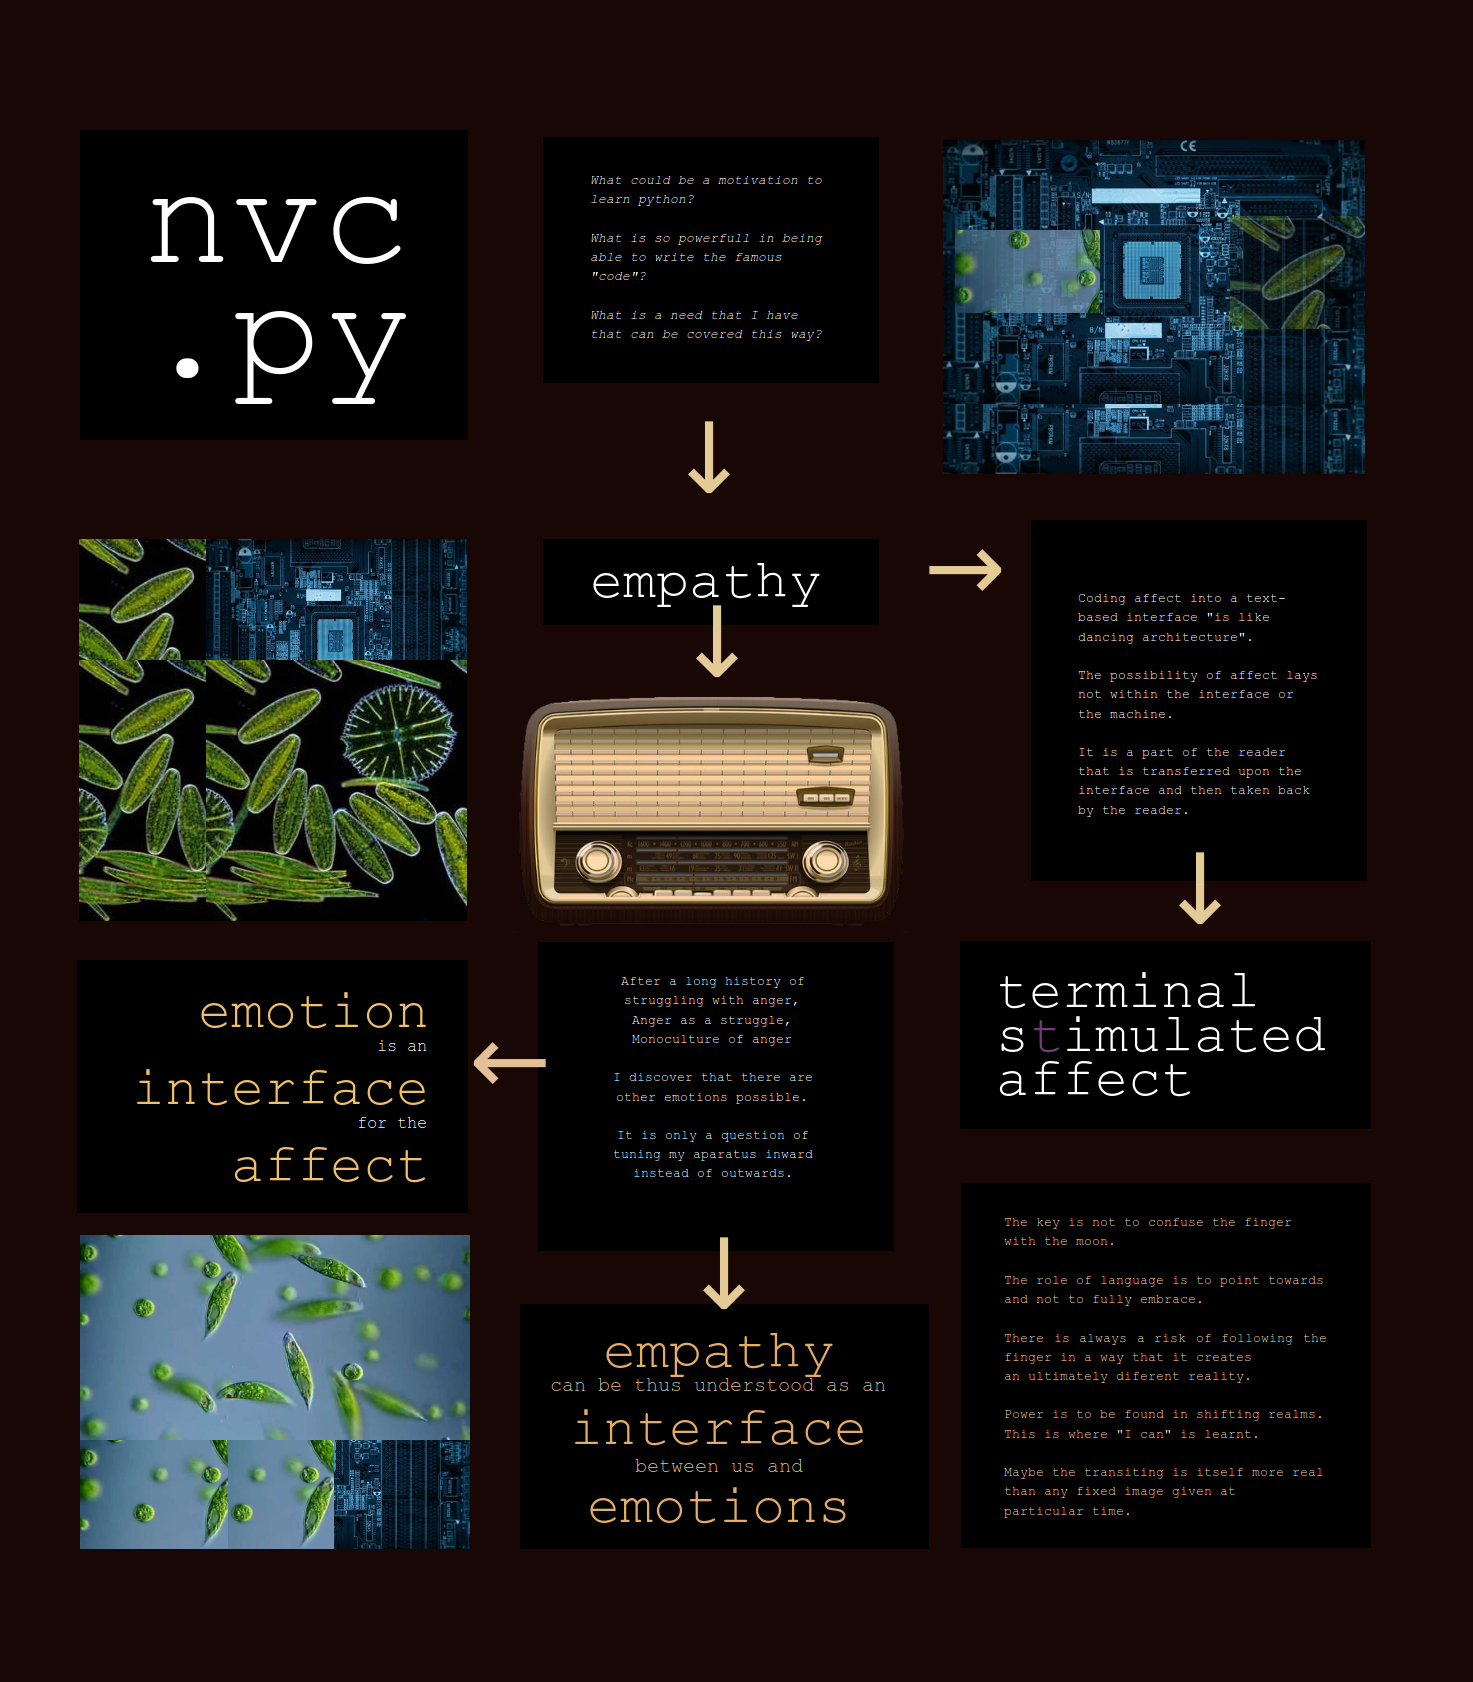 nvc
.py
What could be a motivation to
learn python?
What is so powerfull in being
able to write the famous
"code"?
What is a need that I have
that can be covered this way?
empathy
Coding affect into a text-
based interface "is like
dancing architecture".
The possibility of affect lays
not within the interface or
the machine.
It is a part of the reader
that is transferred upon the
interface and then taken back
by the reader.
terminal
stimulated
affect
After a long history of
struggling with anger,
Anger as a struggle,
Monoculture of anger
I discover that there are
other emotions possible.
It is only a question of
tuning my aparatus inward
instead of outwards.
emotion
is an
interface
for the
affect
empathy
can be thus understood as an
interface
between us and
emotions
The key is not to confuse the finger
with the moon.
The role of language is to point towards
and not to fully embrace.
There is always a risk of following the
finger in a way that it creates
an ultimately diferent reality.
Power is to be found in shifting realms.
This is where "I can" is learnt.
Maybe the transiting is itself more real
than any fixed image given at
particular time.